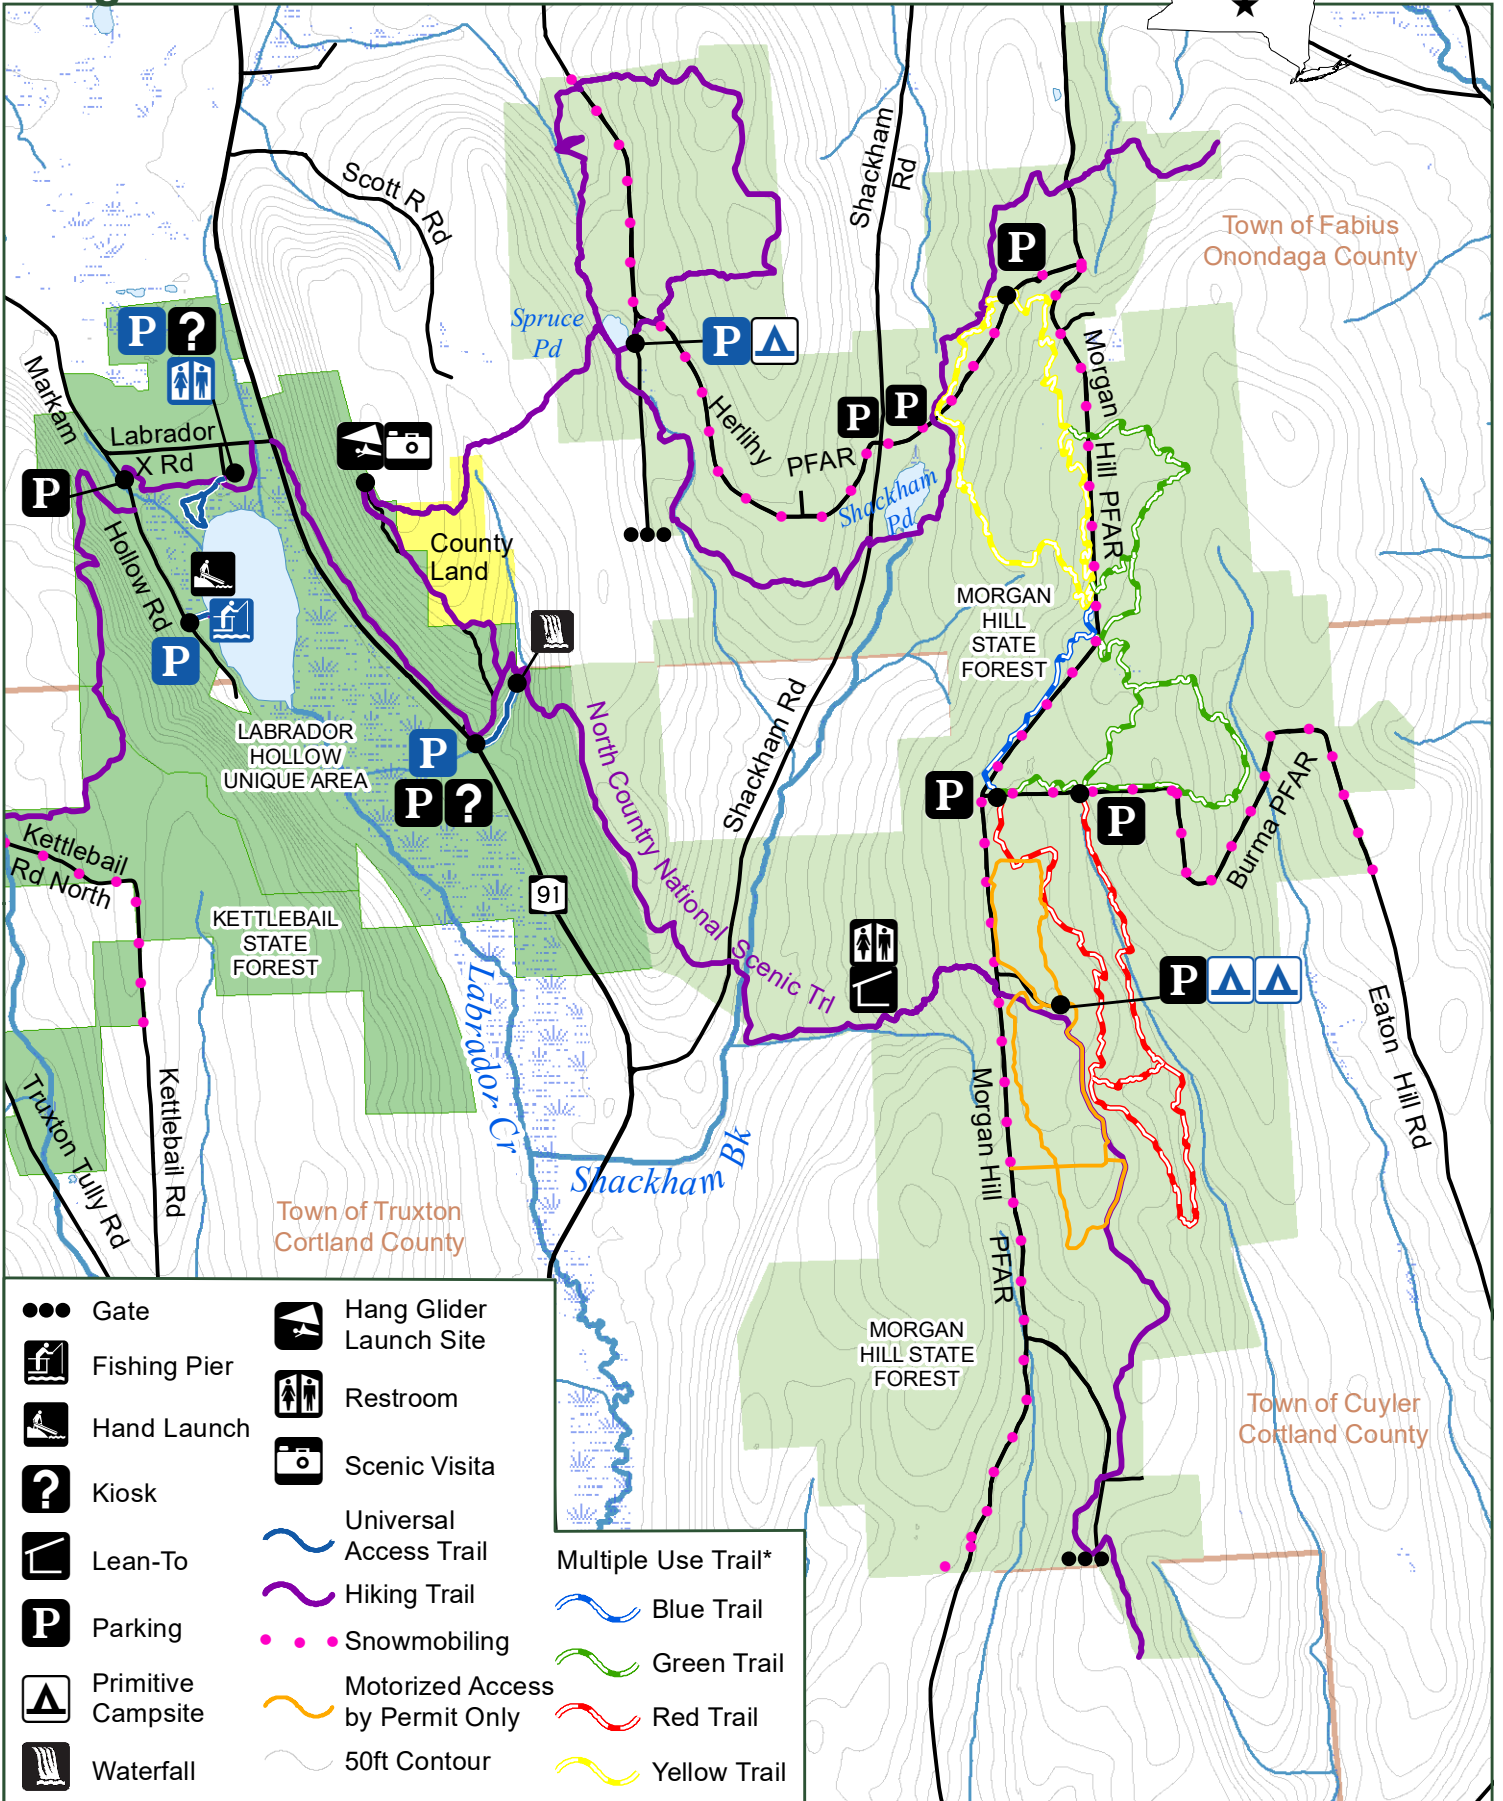 Scott R Rd
Shackham
Rd
Town of Fabius
Onondaga County
P
P
?
Spruce
Pd
P
Markam
Labrador
X Rd
P
Herlihy
PFAR
P
P
Morgan
Hill
PFAR
Shackham
Pd
Hollow Rd
County
Land
P
MORGAN
HILL
STATE
FOREST
LABRADOR
HOLLOW
UNIQUE AREA
P
P
?
North Country National Scenic Trl
Shackham Rd
P
P
Burma PFAR
Kettlebail
Rd North
91
KETTLEBAIL
STATE
FOREST
P
Labrador Cr
Eaton Hill Rd
Truxton Tully Rd
Kettlebail Rd
Shackham Bk
Morgan Hill
PFAR
Town of Truxton
Cortland County
MORGAN
HILL STATE
FOREST
Town of Cuyler
Cortland County
Gate
Fishing Pier
Hand Launch
?
Kiosk
Lean-To
P
Parking
Primitive
Campsite
Waterfall
Hang Glider
Launch Site
Restroom
Scenic Visita
Universal
Access Trail
Hiking Trail
Snowmobiling
Motorized Access
by Permit Only
50ft Contour
Multiple Use Trail*
Blue Trail
Green Trail
Red Trail
Yellow Trail